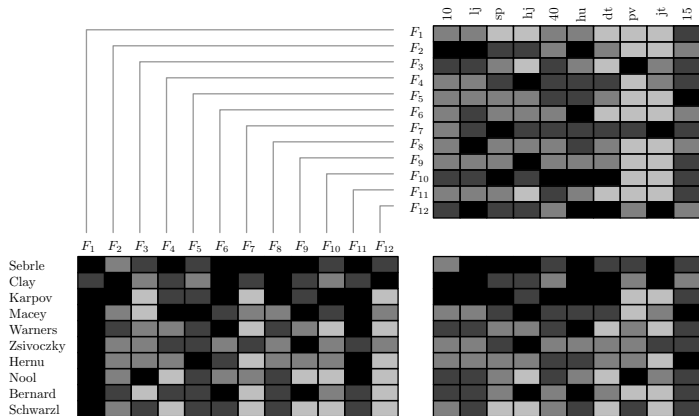 10 lj sp hj 40 hu dt pv jt 15
F1
F2
F3
F4
F5
F6
F7
F8
F9
F10
F11
F12
F1 F2 F3 F4 F5 F6 F7 F8 F9 F10 F11 F12
Sebrle
Clay
Karpov
Macey
Warners
Zsivoczky
Hernu
Nool
Bernard
Schwarzl